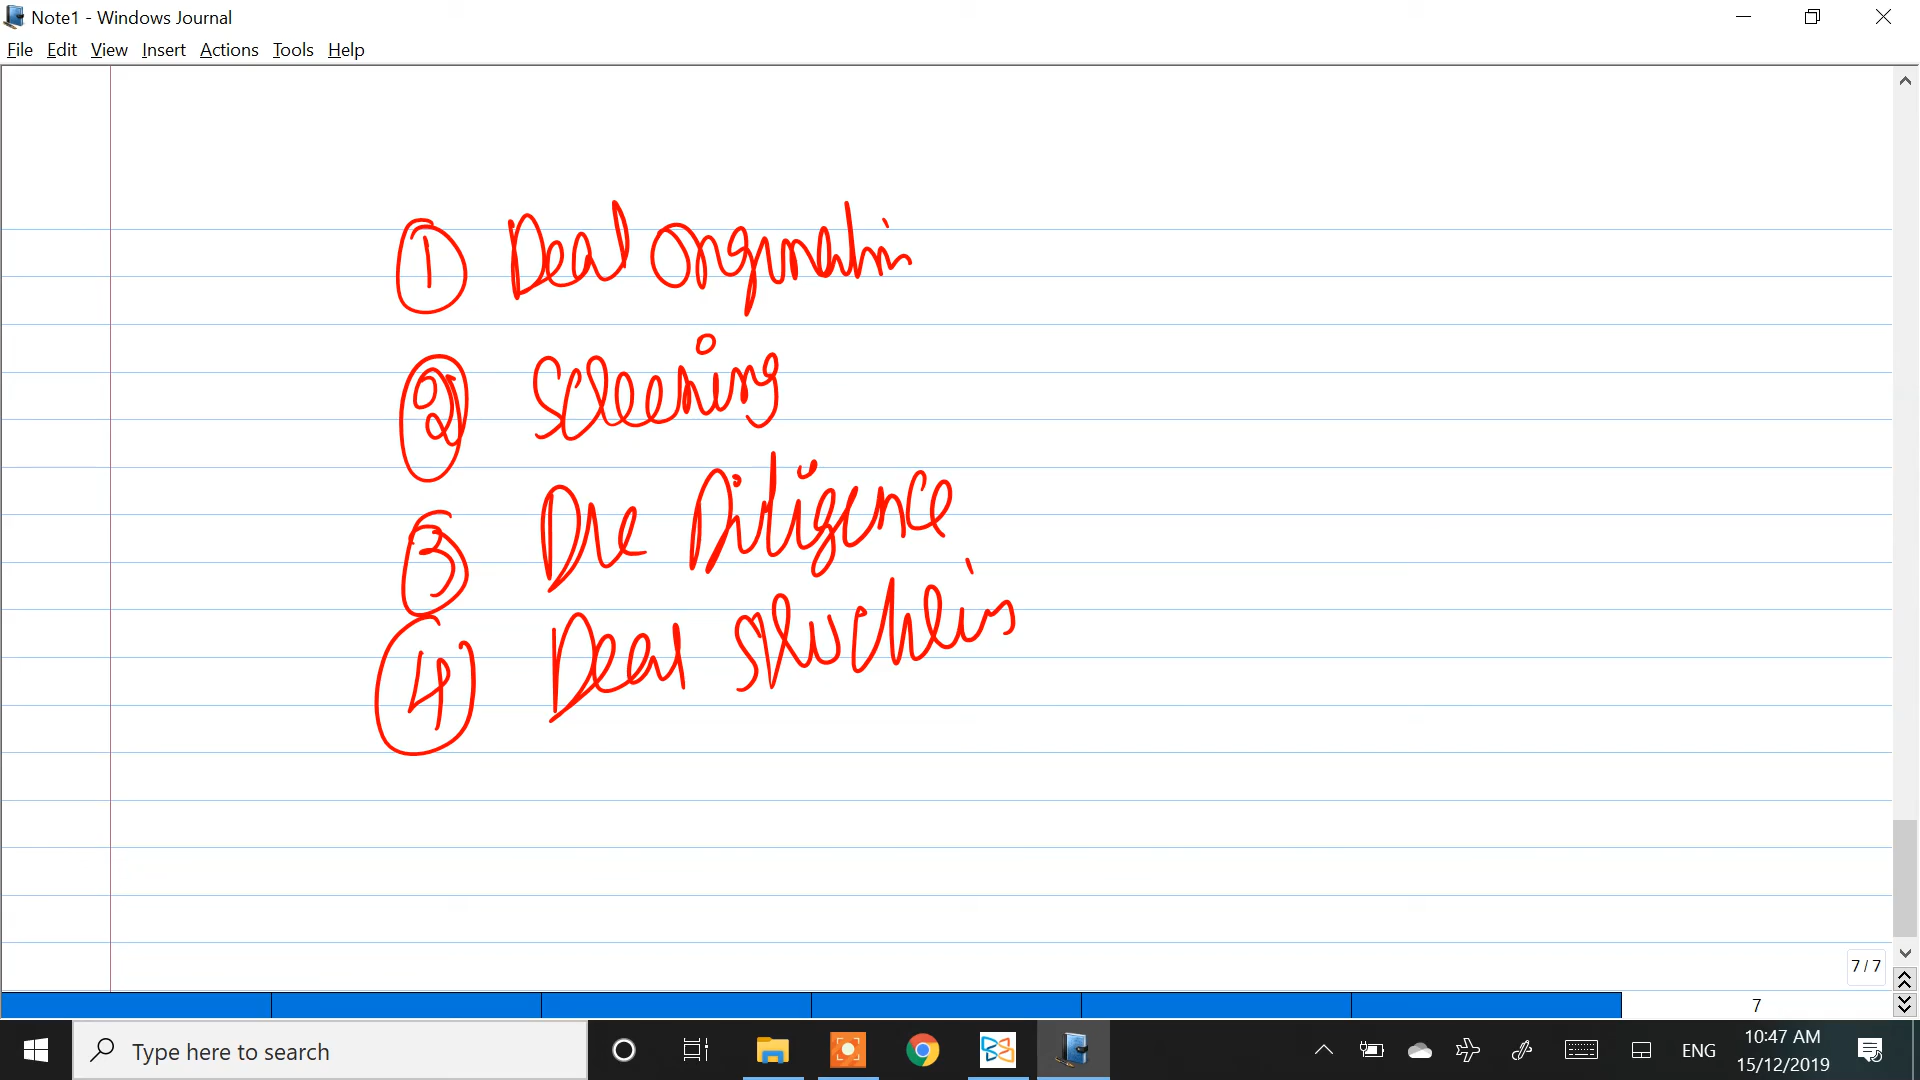 Note1 - Windows Journal
File Edit View Insert Actions Tools Help
1 Deal origination
2 Screening
3 Due Diligence
4 Deal
7 / 7
7
Type here to search
ENG
10:47 AM
15/12/2019